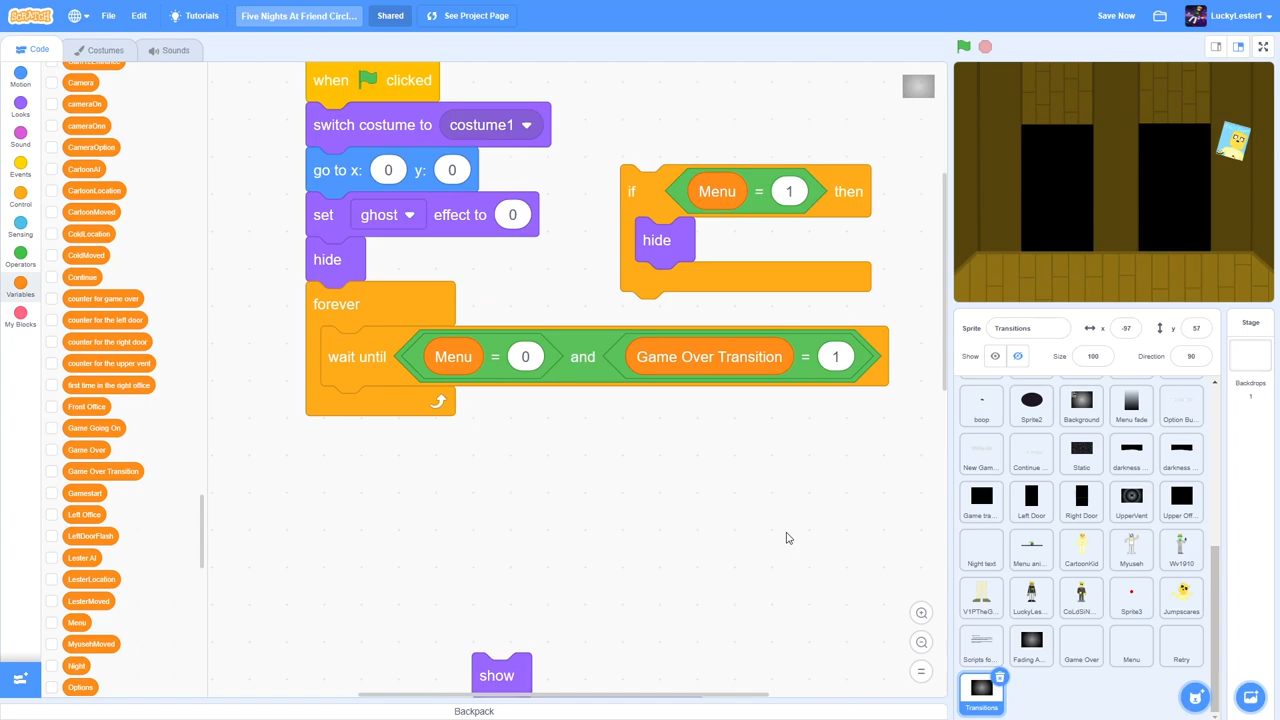 SCRATCH
File
Edit
Tutorials
Five Nights At Friend Circl...
Shared
See Project Page
Save Now
LuckyLester1
Code
Costumes
Sounds
Motion
Looks
Sound
Events
Control
Sensing
Operators
Variables
My Blocks
Camera
cameraOn
cameraOnn
CameraOption
CartoonAI
CartoonLocation
CartoonMoved
ColdLocation
ColdMoved
Continue
counter for game over
counter for the left door
counter for the right door
counter for the upper vent
first time in the right office
Front Office
Game Going On
Game Over
Game Over Transition
Gamestart
Left Office
LeftDoorFlash
Lester AI
LesterLocation
LesterMoved
Menu
MyusehMoved
Night
Options
when clicked
switch costume to costume1
go to x: 0 y: 0
set ghost effect to 0
hide
forever
wait until Menu = 0 and Game Over Transition = 1
if Menu = 1 then
hide
show
Backpack
Sprite Transitions x -97 y 57
Show Size 100 Direction 90
Stage
Backdrops
1
boop Sprite2 Background Menu fade Option Bu...
New Gam... Continue ... Static darkness ... darkness ...
Game tra... Left Door Right Door UpperVent Upper Off...
Night text Menu ani... CartoonKid Myuseh Wv1910
V1PTheG... LuckyLes... CoLdSiN... Sprite3 Jumpscares
Scripts fo... Fading A... Game Over Menu Retry
Transitions